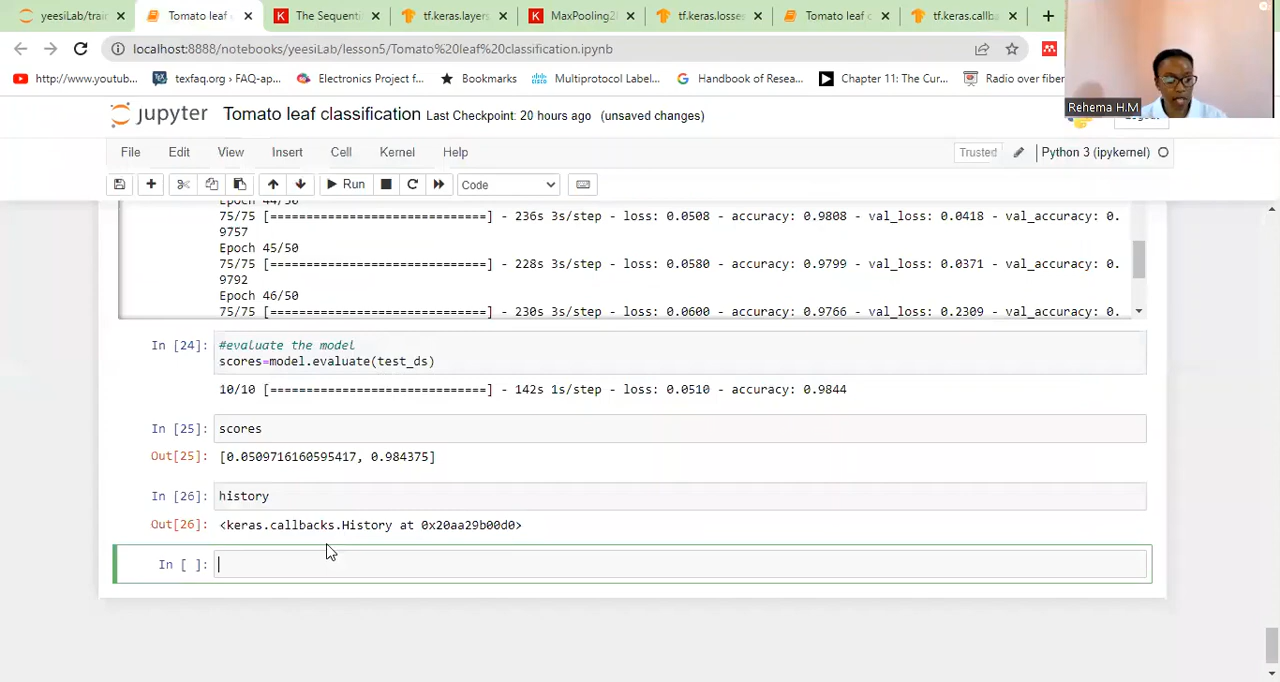 yeesiLab/trai
Tomato leaf
The Sequenti
tf.keras.layers
MaxPooling2
tf.keras.losse
Tomato leaf c
tf.keras.callb
localhost:8888/notebooks/yeesiLab/lesson5/Tomato%20leaf%20classification.ipynb
http://www.youtub...
texfaq.org › FAQ-ap...
Electronics Project f...
Bookmarks
Multiprotocol Label...
Handbook of Resea...
Chapter 11: The Cur...
Radio over fiber
Rehema H.M
jupyter Tomato leaf classification Last Checkpoint: 20 hours ago (unsaved changes)
File Edit View Insert Cell Kernel Help
Trusted Python 3 (ipykernel)
Run Code
Epoch 44/50
75/75 [==============================] - 236s 3s/step - loss: 0.0508 - accuracy: 0.9808 - val_loss: 0.0418 - val_accuracy: 0.
9757
Epoch 45/50
75/75 [==============================] - 228s 3s/step - loss: 0.0580 - accuracy: 0.9799 - val_loss: 0.0371 - val_accuracy: 0.
9792
Epoch 46/50
75/75 [==============================] - 230s 3s/step - loss: 0.0600 - accuracy: 0.9766 - val_loss: 0.2309 - val_accuracy: 0.
In [24]: #evaluate the model
scores=model.evaluate(test_ds)
10/10 [==============================] - 142s 1s/step - loss: 0.0510 - accuracy: 0.9844
In [25]: scores
Out[25]: [0.0509716160595417, 0.984375]
In [26]: history
Out[26]: <keras.callbacks.History at 0x20aa29b00d0>
In [ ]: